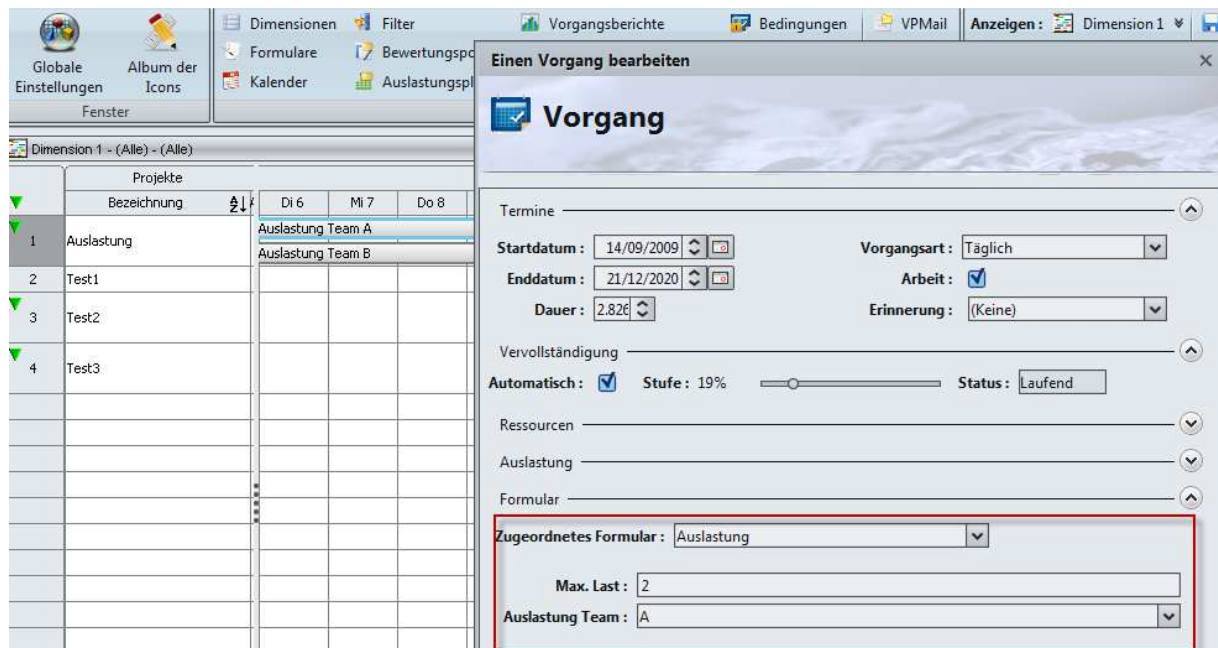 Globale Einstellungen
Album der Icons
Fenster
Dimensionen
Filter
Formulare
Bewertungspo
Kalender
Auslastungspl
Vorgangsberichte
Bedingungen
VPMail
Anzeigen :
Dimension 1
Dimension 1 - (Alle) - (Alle)
Projekte
Bezeichnung
Di 6
Mi 7
Do 8
1
Auslastung
Auslastung Team A
Auslastung Team B
2
Test1
3
Test2
4
Test3
Einen Vorgang bearbeiten
Vorgang
Termine
Startdatum : 14/09/2009
Vorgangsart : Täglich
Enddatum : 21/12/2020
Arbeit :
Dauer : 2.826
Erinnerung : (Keine)
Vervollständigung
Automatisch :
Stufe : 19%
Status : Laufend
Ressourcen
Auslastung
Formular
Zugeordnetes Formular : Auslastung
Max. Last : 2
Auslastung Team : A